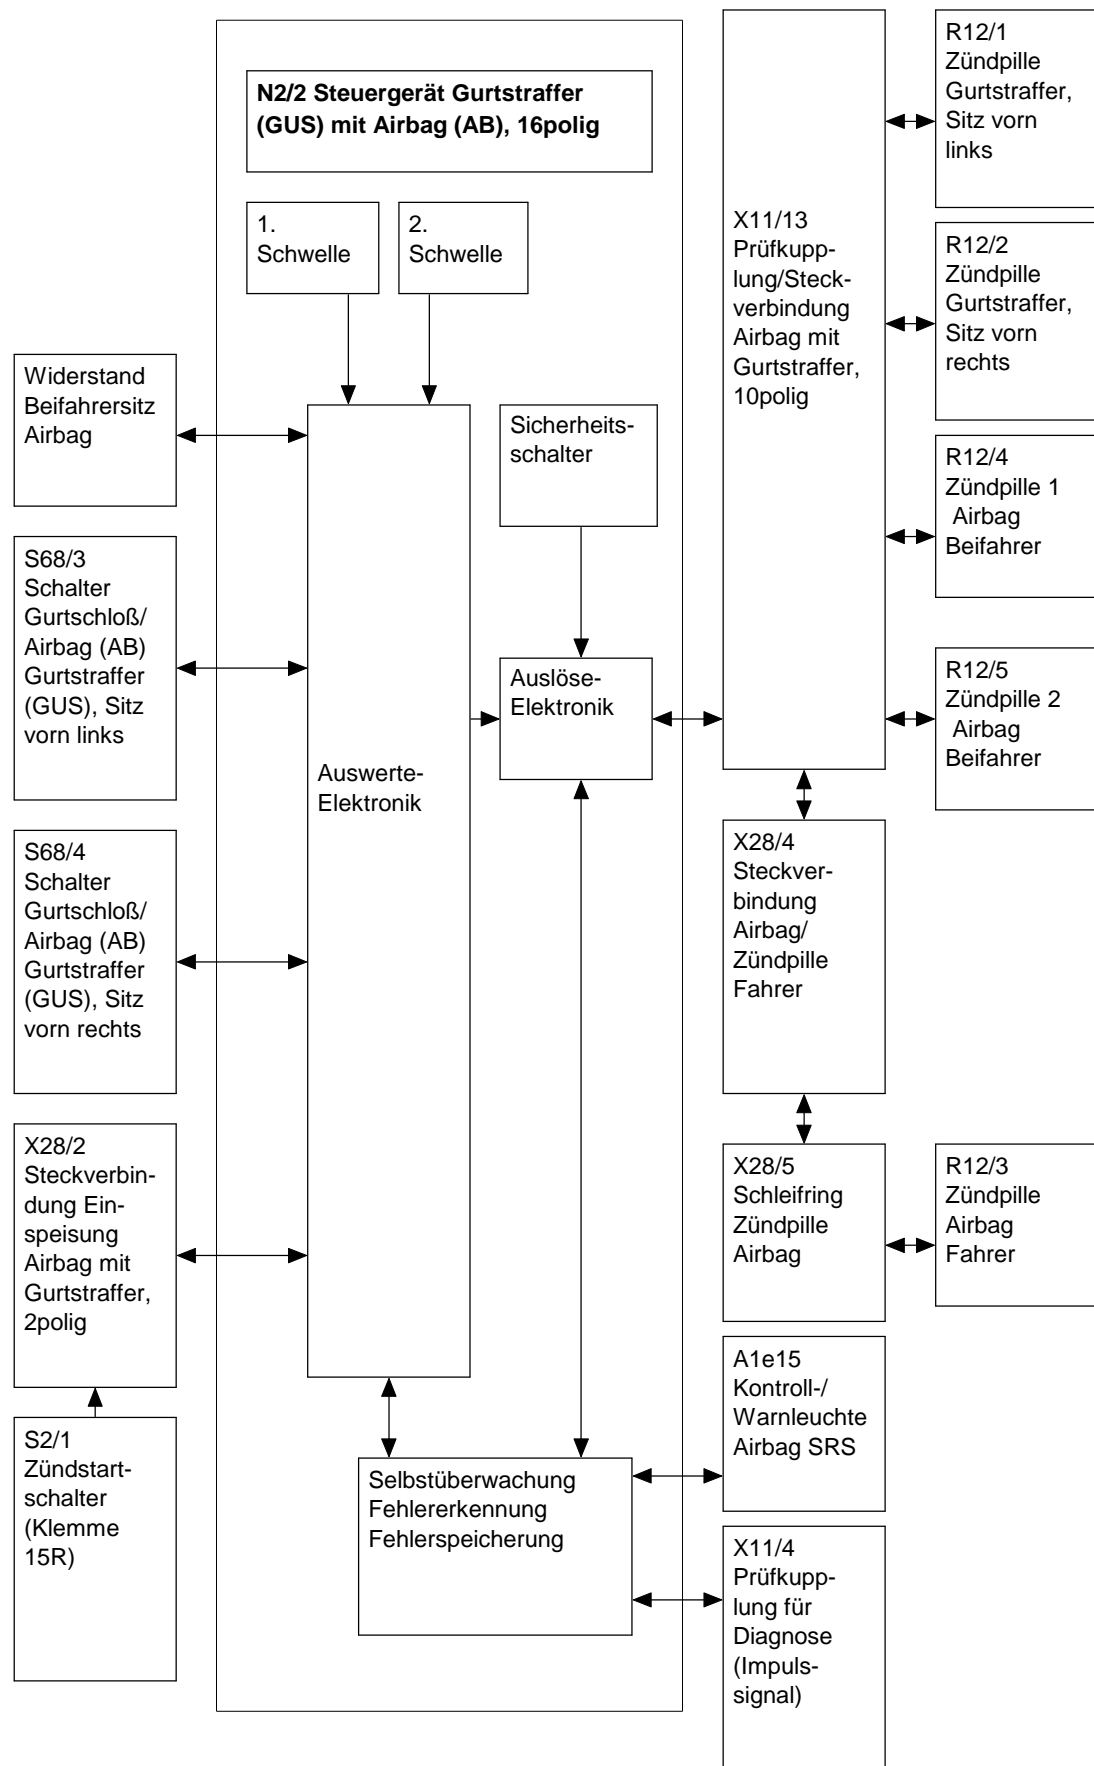 N2/2 Steuergerät Gurtstraffer
(GUS) mit Airbag (AB), 16polig
1.
Schwelle
2.
Schwelle
Widerstand
Beifahrersitz
Airbag
S68/3
Schalter
Gurtschloß/
Airbag (AB)
Gurtstraffer
(GUS), Sitz
vorn links
S68/4
Schalter
Gurtschloß/
Airbag (AB)
Gurtstraffer
(GUS), Sitz
vorn rechts
X28/2
Steckverbin-
dung Ein-
speisung
Airbag mit
Gurtstraffer,
2polig
S2/1
Zündstart-
schalter
(Klemme
15R)
Auswerte-
Elektronik
Sicherheits-
schalter
Auslöse-
Elektronik
Selbstüberwachung
Fehlererkennung
Fehlerspeicherung
X11/13
Prüfkupp-
lung/Steck-
verbindung
Airbag mit
Gurtstraffer,
10polig
X28/4
Steckver-
bindung
Airbag/
Zündpille
Fahrer
X28/5
Schleifring
Zündpille
Airbag
A1e15
Kontroll-/
Warnleuchte
Airbag SRS
X11/4
Prüfkupp-
lung für
Diagnose
(Impuls-
signal)
R12/1
Zündpille
Gurtstraffer,
Sitz vorn
links
R12/2
Zündpille
Gurtstraffer,
Sitz vorn
rechts
R12/4
Zündpille 1
Airbag
Beifahrer
R12/5
Zündpille 2
Airbag
Beifahrer
R12/3
Zündpille
Airbag
Fahrer